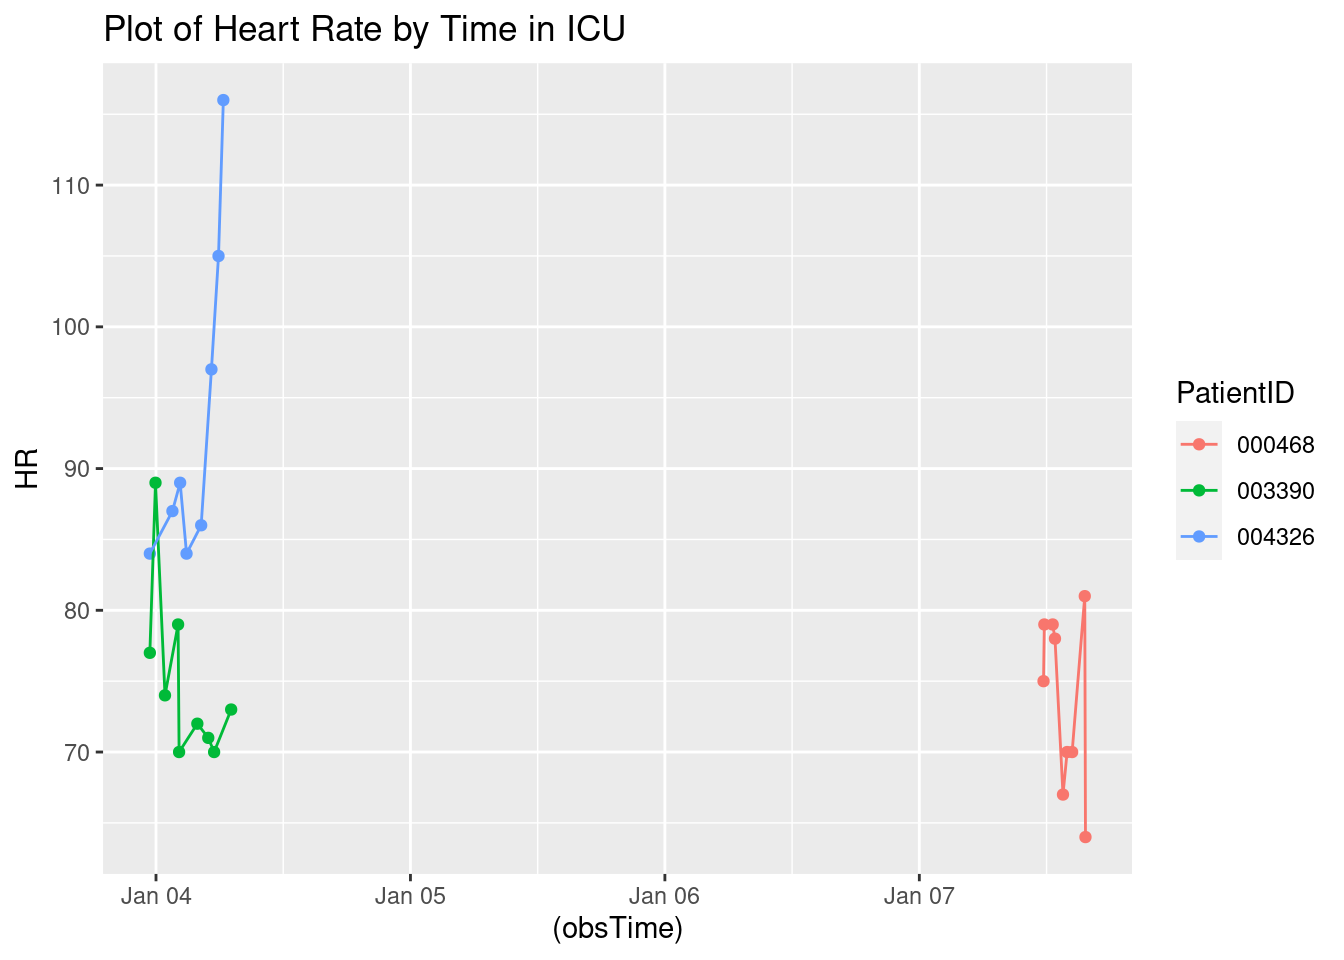 Plot of Heart Rate by Time in ICU
HR
110
100
90
80
70
Jan 04 Jan 05 Jan 06 Jan 07
(obsTime)
PatientID
000468
003390
004326